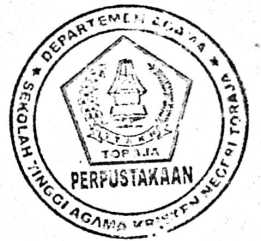 DEPARTEMEN AGAMA
SEKOLAH TINGGI AGAMA KRISTEN NEGERI TORAJA
TORAJA
PERPUSTAKAAN